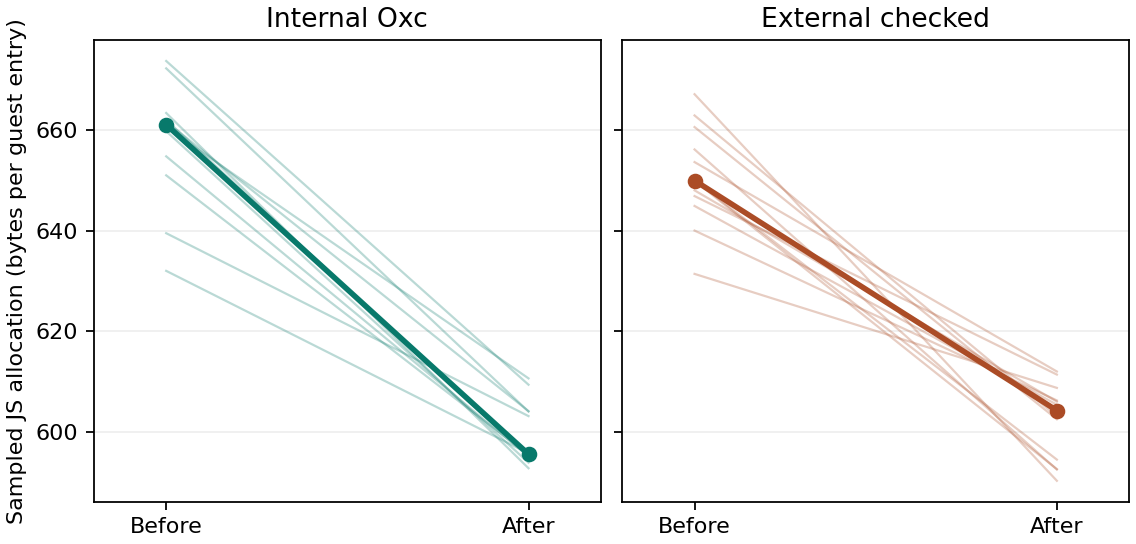 Internal Oxc
External checked
Sampled JS allocation (bytes per guest entry)
660
640
620
600
Before
After
Before
After